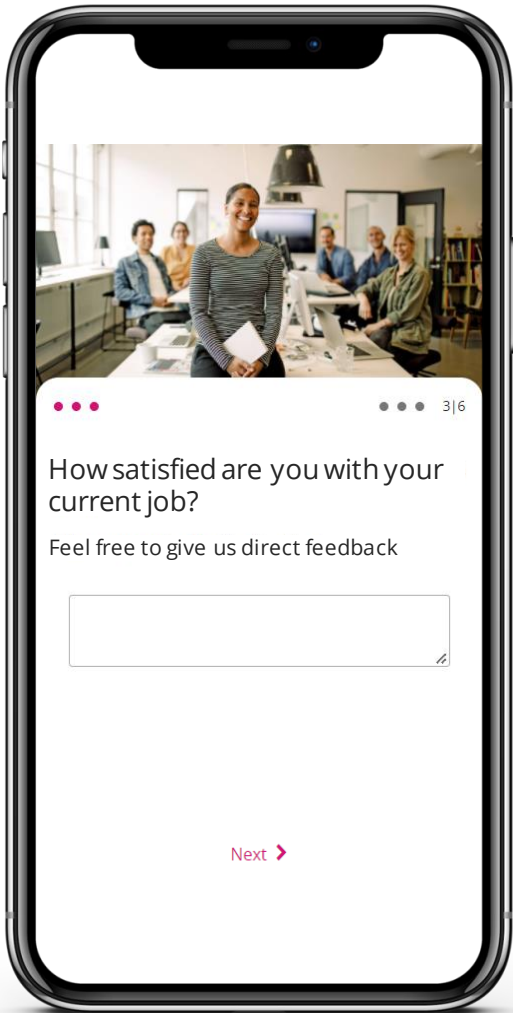 3|6
How satisfied are you with your
current job?
Feel free to give us direct feedback
Next